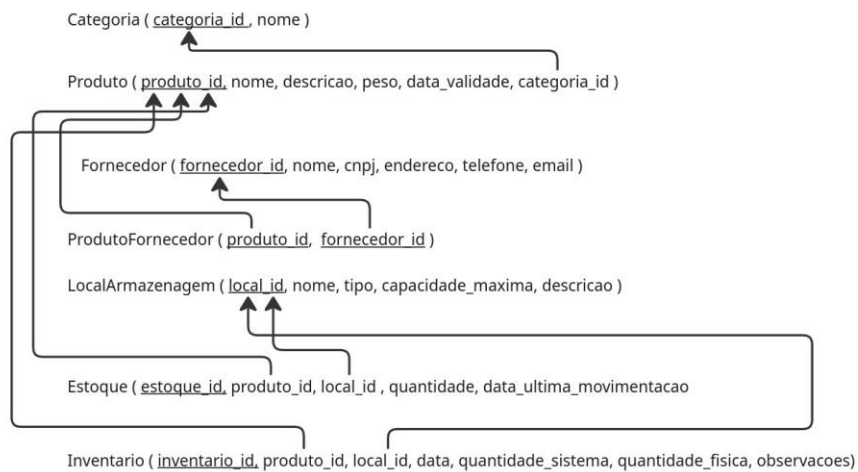 Categoria ( categoria_id , nome )
Produto ( produto_id, nome, descricao, peso, data_validade, categoria_id )
Fornecedor ( fornecedor_id, nome, cnpj, endereco, telefone, email )
ProdutoFornecedor ( produto_id, fornecedor_id )
LocalArmazenagem ( local_id, nome, tipo, capacidade_maxima, descricao )
Estoque ( estoque_id, produto_id, local_id , quantidade, data_ultima_movimentacao
Inventario ( inventario_id, produto_id, local_id, data, quantidade_sistema, quantidade_fisica, observacoes)